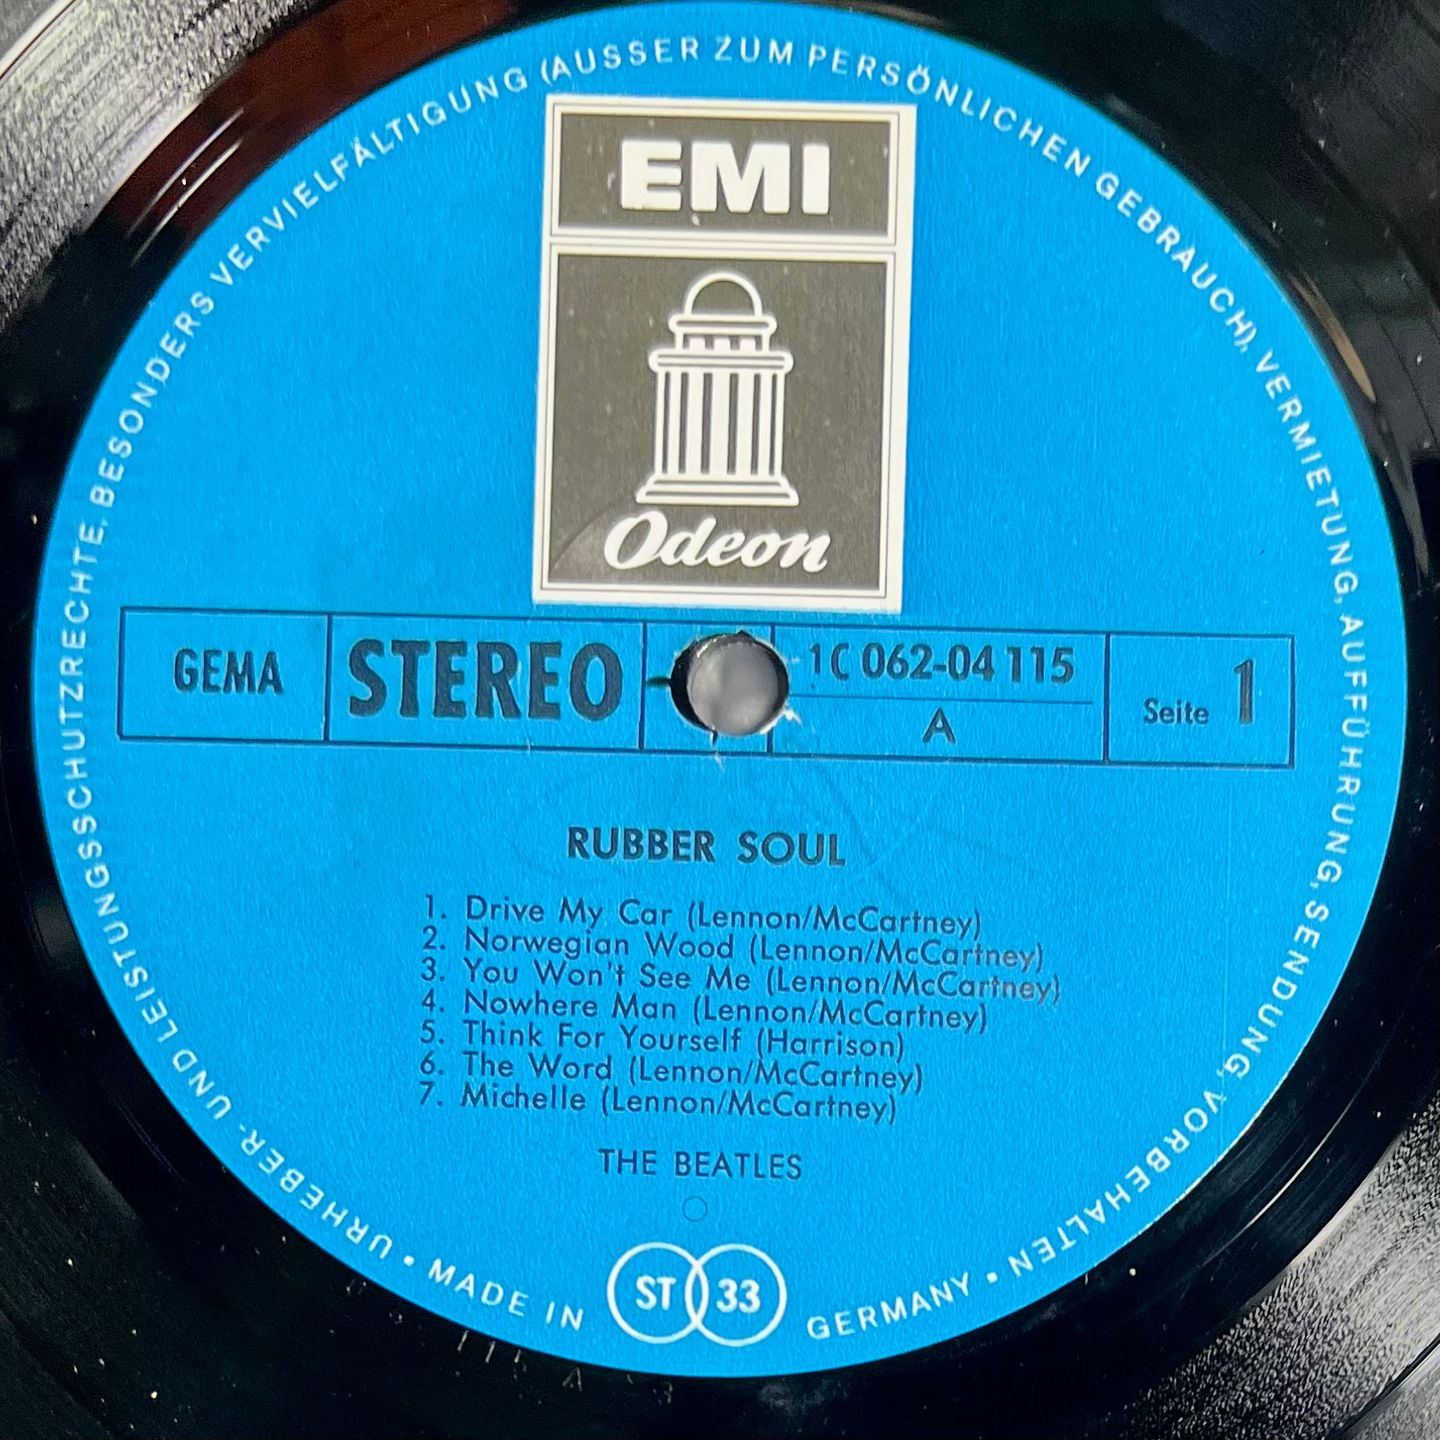 URHEBER- UND LEISTUNGSSCHUTZRECHTE, BESONDERS VERVIELFÄLTIGUNG (AUSSER ZUM PERSÖNLICHEN GEBRAUCH), VERMIETUNG, AUFFÜHRUNG, SENDUNG, VORBEHALTEN
EMI
Odeon
GEMA
STEREO
1C 062-04 115
A
Seite 1
RUBBER SOUL
1. Drive My Car (Lennon/McCartney)
2. Norwegian Wood (Lennon/McCartney)
3. You Won't See Me (Lennon/McCartney)
4. Nowhere Man (Lennon/McCartney)
5. Think For Yourself (Harrison)
6. The Word (Lennon/McCartney)
7. Michelle (Lennon/McCartney)
THE BEATLES
ST 33
• MADE IN GERMANY •